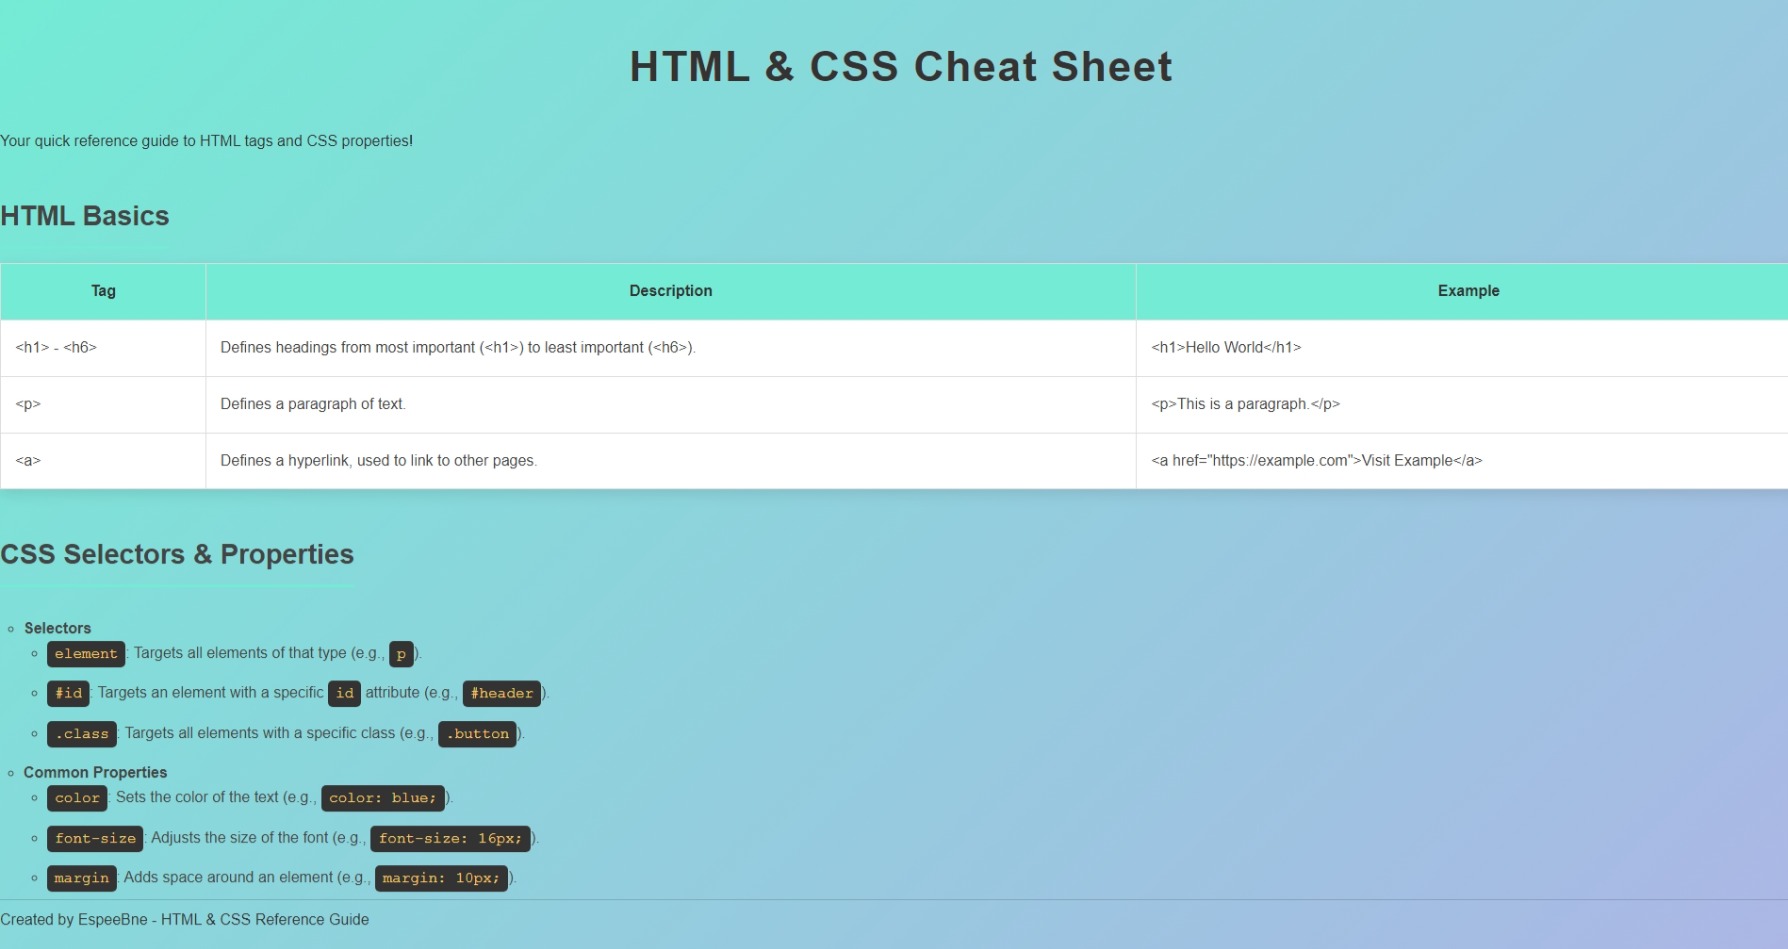 HTML & CSS Cheat Sheet
Your quick reference guide to HTML tags and CSS properties!
HTML Basics
Tag Description Example
<h1> - <h6> Defines headings from most important (<h1>) to least important (<h6>). <h1>Hello World</h1>
<p> Defines a paragraph of text. <p>This is a paragraph.</p>
<a> Defines a hyperlink, used to link to other pages. <a href="https://example.com">Visit Example</a>
CSS Selectors & Properties
Selectors
element: Targets all elements of that type (e.g., p).
#id: Targets an element with a specific id attribute (e.g., #header).
.class: Targets all elements with a specific class (e.g., .button).
Common Properties
color: Sets the color of the text (e.g., color: blue;).
font-size: Adjusts the size of the font (e.g., font-size: 16px;).
margin: Adds space around an element (e.g., margin: 10px;).
Created by EspeeBne - HTML & CSS Reference Guide